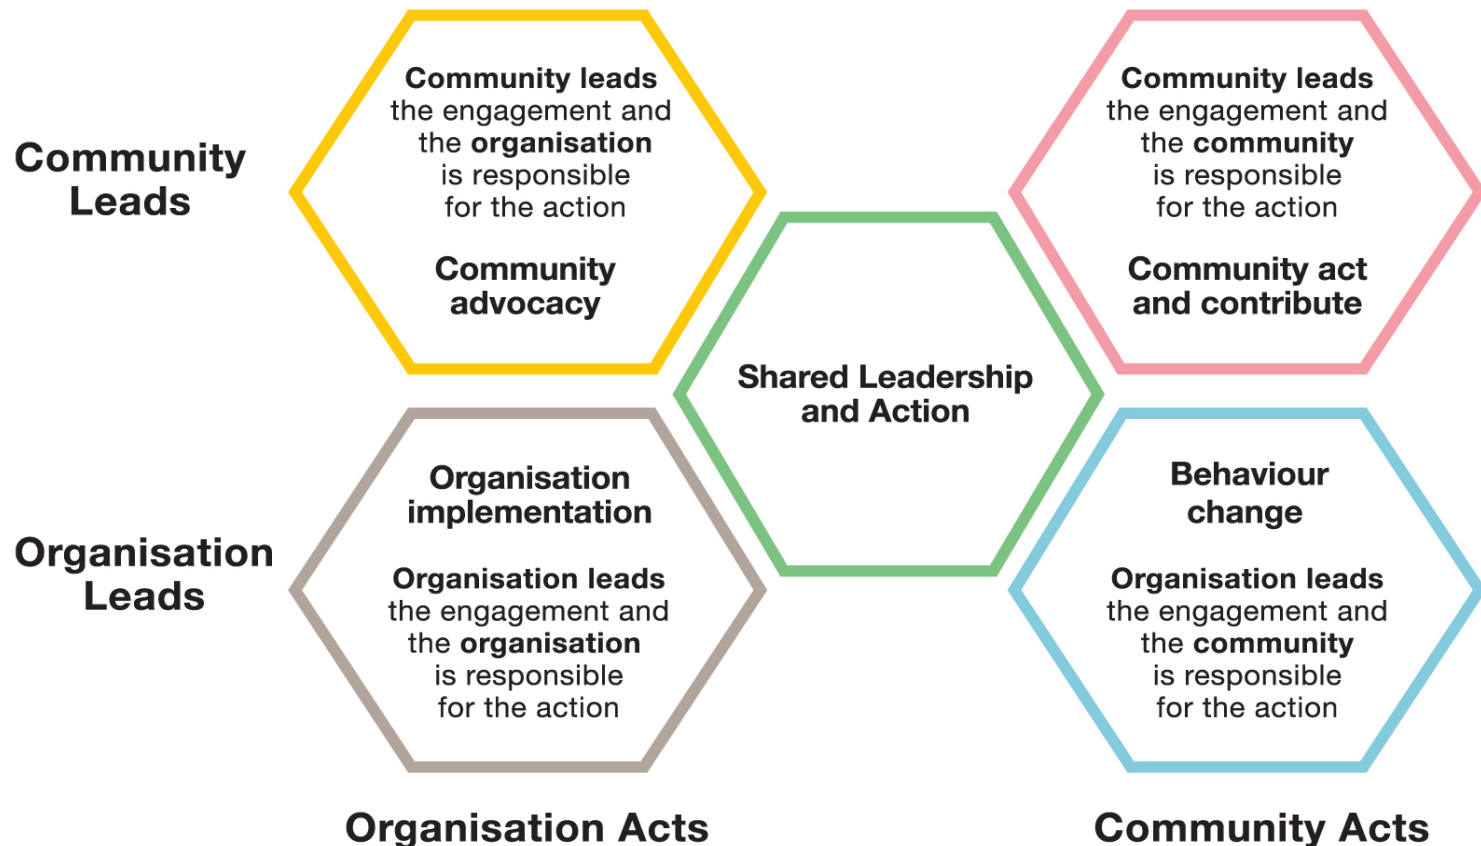 Community
Leads
Community leads
the engagement and
the organisation
is responsible
for the action
Community
advocacy
Community leads
the engagement and
the community
is responsible
for the action
Community act
and contribute
Shared Leadership
and Action
Organisation
Leads
Organisation
implementation
Organisation leads
the engagement and
the organisation
is responsible
for the action
Behaviour
change
Organisation leads
the engagement and
the community
is responsible
for the action
Organisation Acts
Community Acts